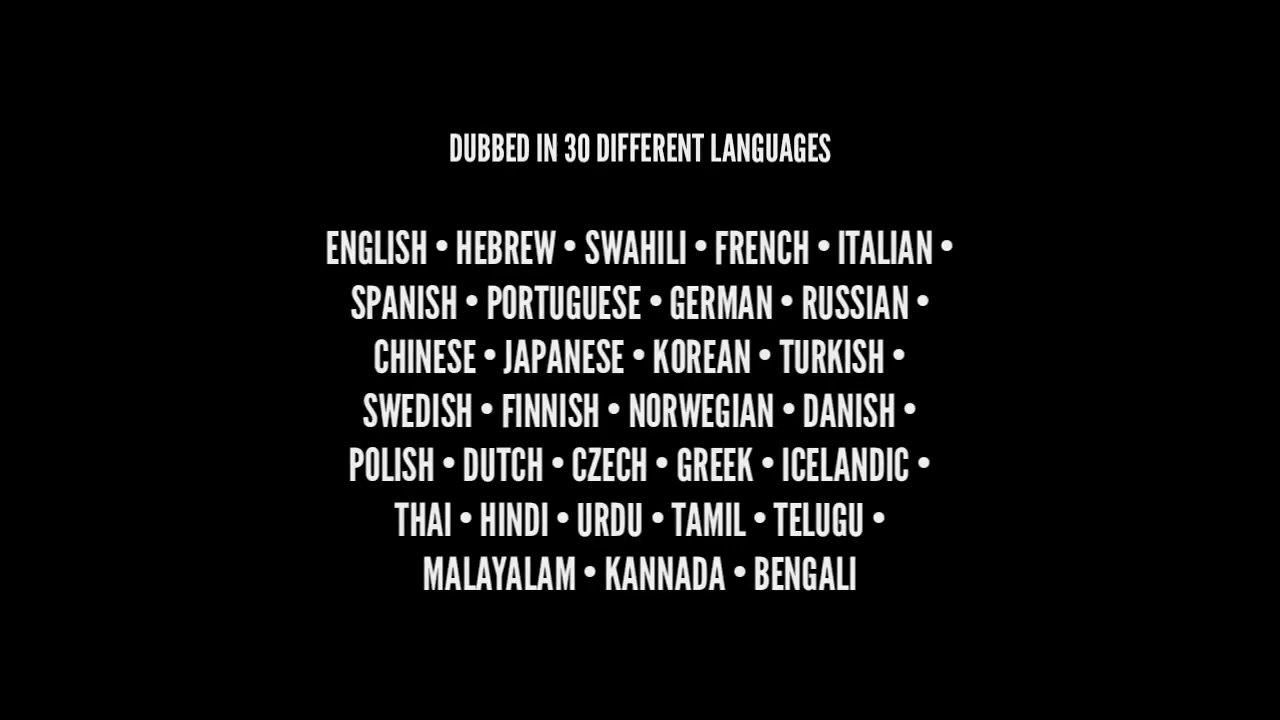 DUBBED IN 30 DIFFERENT LANGUAGES
ENGLISH • HEBREW • SWAHILI • FRENCH • ITALIAN •
SPANISH • PORTUGUESE • GERMAN • RUSSIAN •
CHINESE • JAPANESE • KOREAN • TURKISH •
SWEDISH • FINNISH • NORWEGIAN • DANISH •
POLISH • DUTCH • CZECH • GREEK • ICELANDIC •
THAI • HINDI • URDU • TAMIL • TELUGU •
MALAYALAM • KANNADA • BENGALI